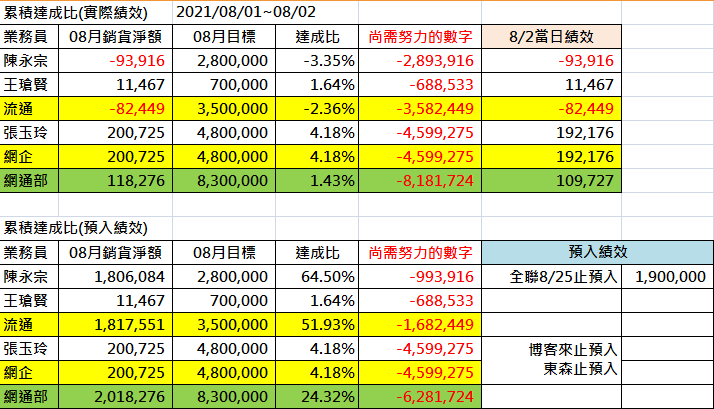 累積達成比(實際績效) 2021/08/01~08/02
業務員 08月銷貨淨額 08月目標 達成比 尚需努力的數字 8/2當日績效
陳永宗 -93,916 2,800,000 -3.35% -2,893,916 -93,916
王瑲賢 11,467 700,000 1.64% -688,533 11,467
流通 -82,449 3,500,000 -2.36% -3,582,449 -82,449
張玉玲 200,725 4,800,000 4.18% -4,599,275 192,176
網企 200,725 4,800,000 4.18% -4,599,275 192,176
網通部 118,276 8,300,000 1.43% -8,181,724 109,727
累積達成比(預入績效)
業務員 08月銷貨淨額 08月目標 達成比 尚需努力的數字 預入績效
陳永宗 1,806,084 2,800,000 64.50% -993,916 全聯8/25止預入 1,900,000
王瑲賢 11,467 700,000 1.64% -688,533
流通 1,817,551 3,500,000 51.93% -1,682,449
張玉玲 200,725 4,800,000 4.18% -4,599,275 博客來止預入
網企 200,725 4,800,000 4.18% -4,599,275 東森止預入
網通部 2,018,276 8,300,000 24.32% -6,281,724